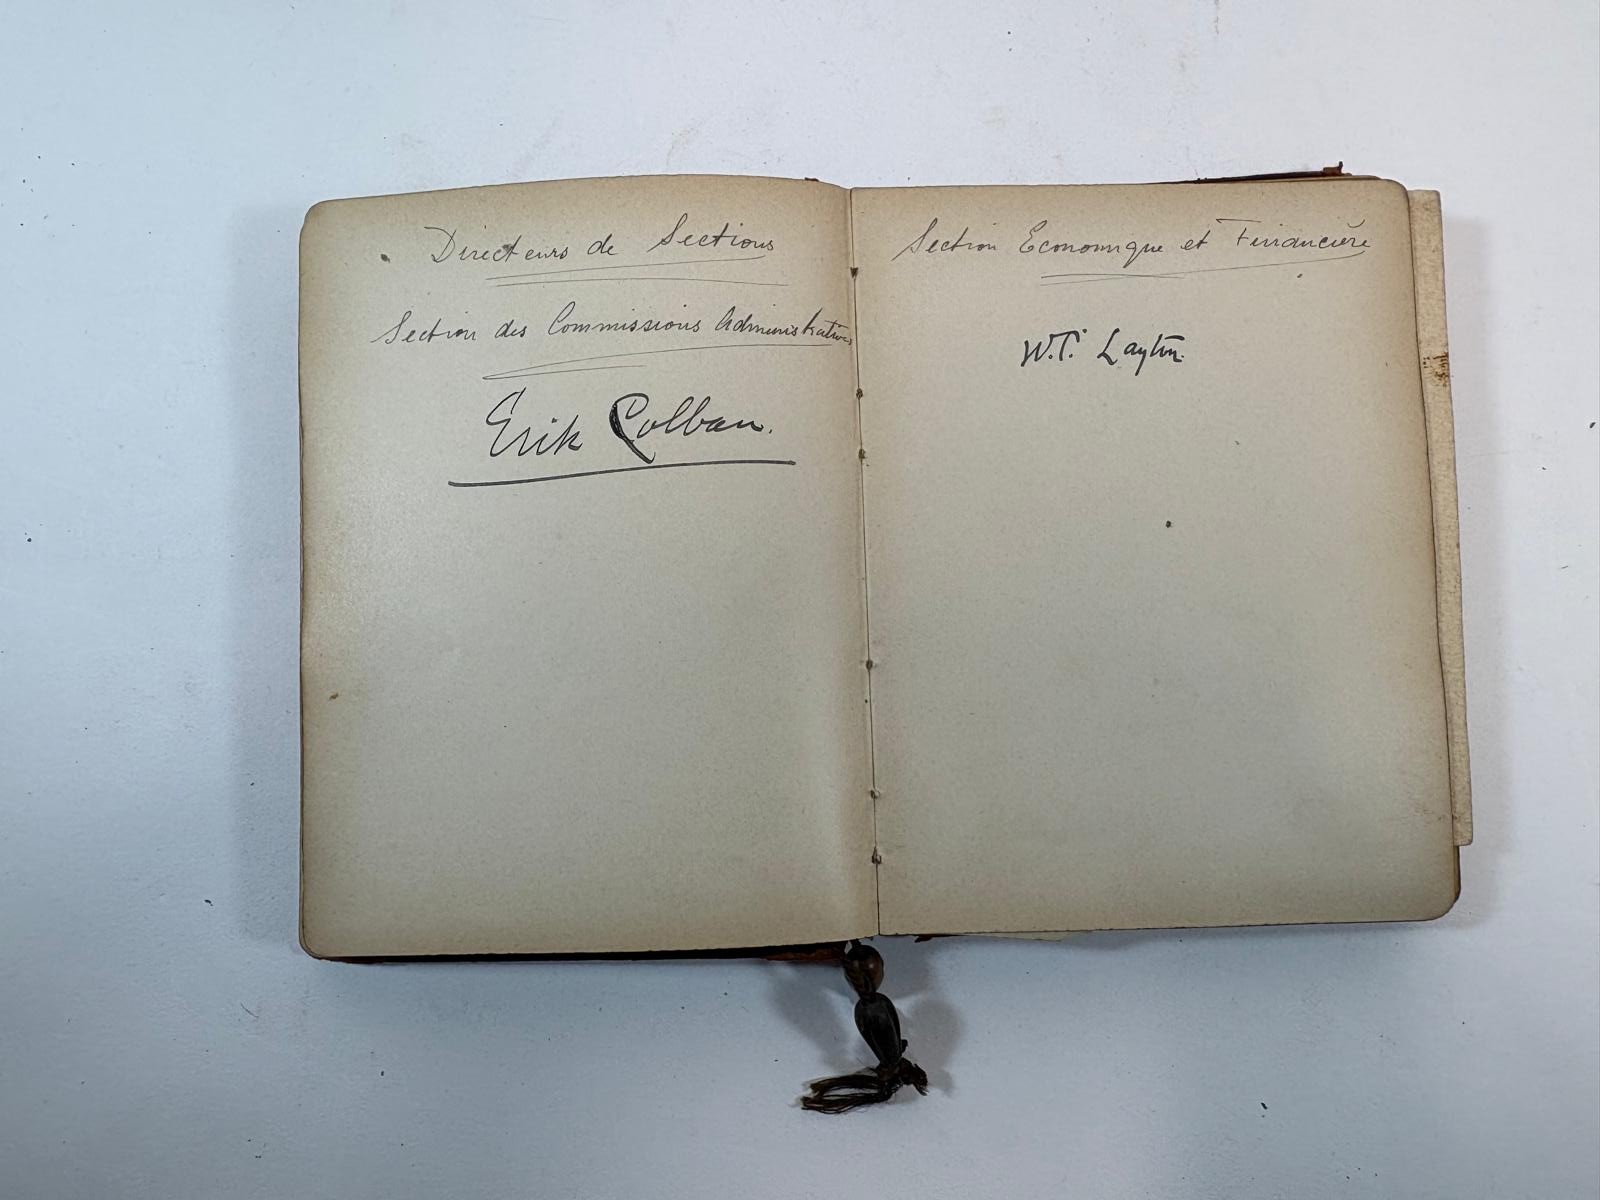 Directeurs de Sections
Section des Commissions Administratives
Erik Colban.
Section Economique et Financière
W.T. Layton.